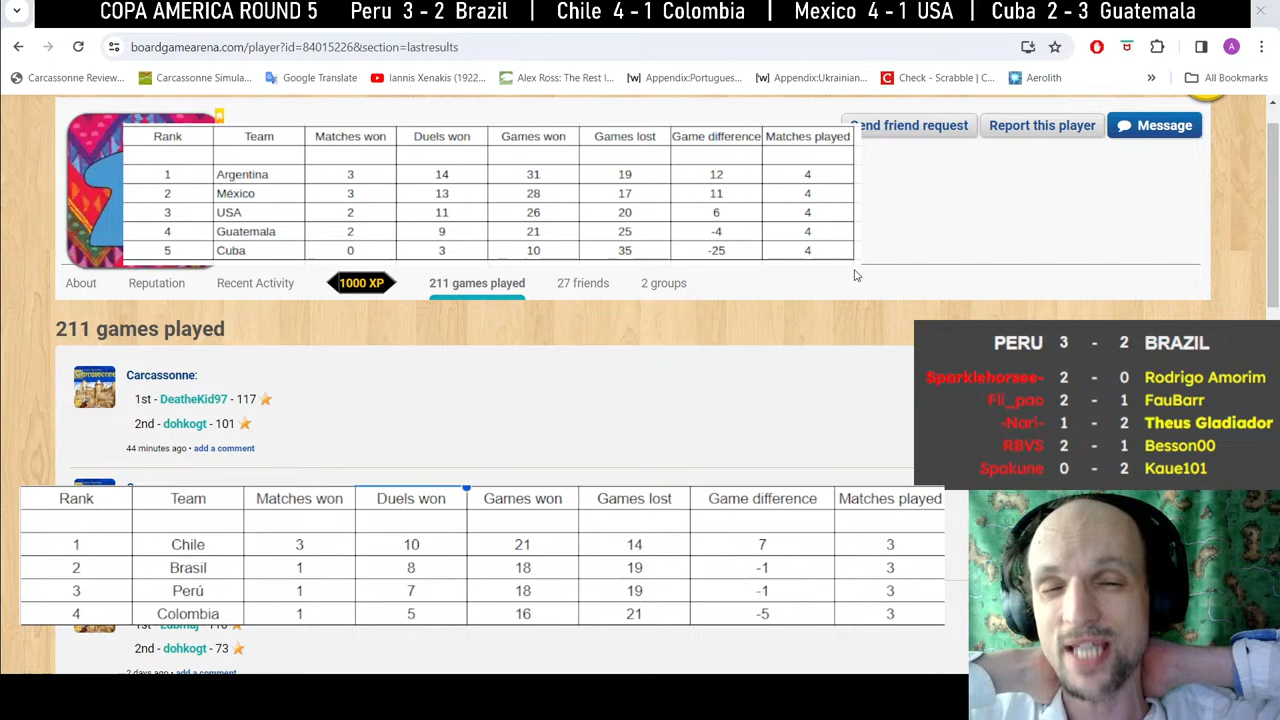 COPA AMERICA ROUND 5 Peru 3 - 2 Brazil | Chile 4 - 1 Colombia | Mexico 4 - 1 USA | Cuba 2 - 3 Guatemala
boardgamearena.com/player?id=84015226&section=lastresults
A
Carcassonne Review... Carcassonne Simula... Google Translate Iannis Xenakis (1922... Alex Ross: The Rest I... [w] Appendix:Portugues... [w] Appendix:Ukrainian... Check - Scrabble | C... Aerolith » All Bookmarks
Send friend request Report this player Message
Rank Team Matches won Duels won Games won Games lost Game difference Matches played
1 Argentina 3 14 31 19 12 4
2 México 3 13 28 17 11 4
3 USA 2 11 26 20 6 4
4 Guatemala 2 9 21 25 -4 4
5 Cuba 0 3 10 35 -25 4
About Reputation Recent Activity 1000 XP 211 games played 27 friends 2 groups
211 games played
Carcassonne:
1st - DeatheKid97 - 117
2nd - dohkogt - 101
44 minutes ago - add a comment
PERU 3 - 2 BRAZIL
Sparklehorsee- 2 - 0 Rodrigo Amorim
Fli_pao 2 - 1 FauBarr
-Nari- 1 - 2 Theus Gladiador
RBVS 2 - 1 Besson00
Spakune 0 - 2 Kaue101
Rank Team Matches won Duels won Games won Games lost Game difference Matches played
1 Chile 3 10 21 14 7 3
2 Brasil 1 8 18 19 -1 3
3 Perú 1 7 18 19 -1 3
4 Colombia 1 5 16 21 -5 3
2nd - dohkogt - 73
2 days ago - add a comment